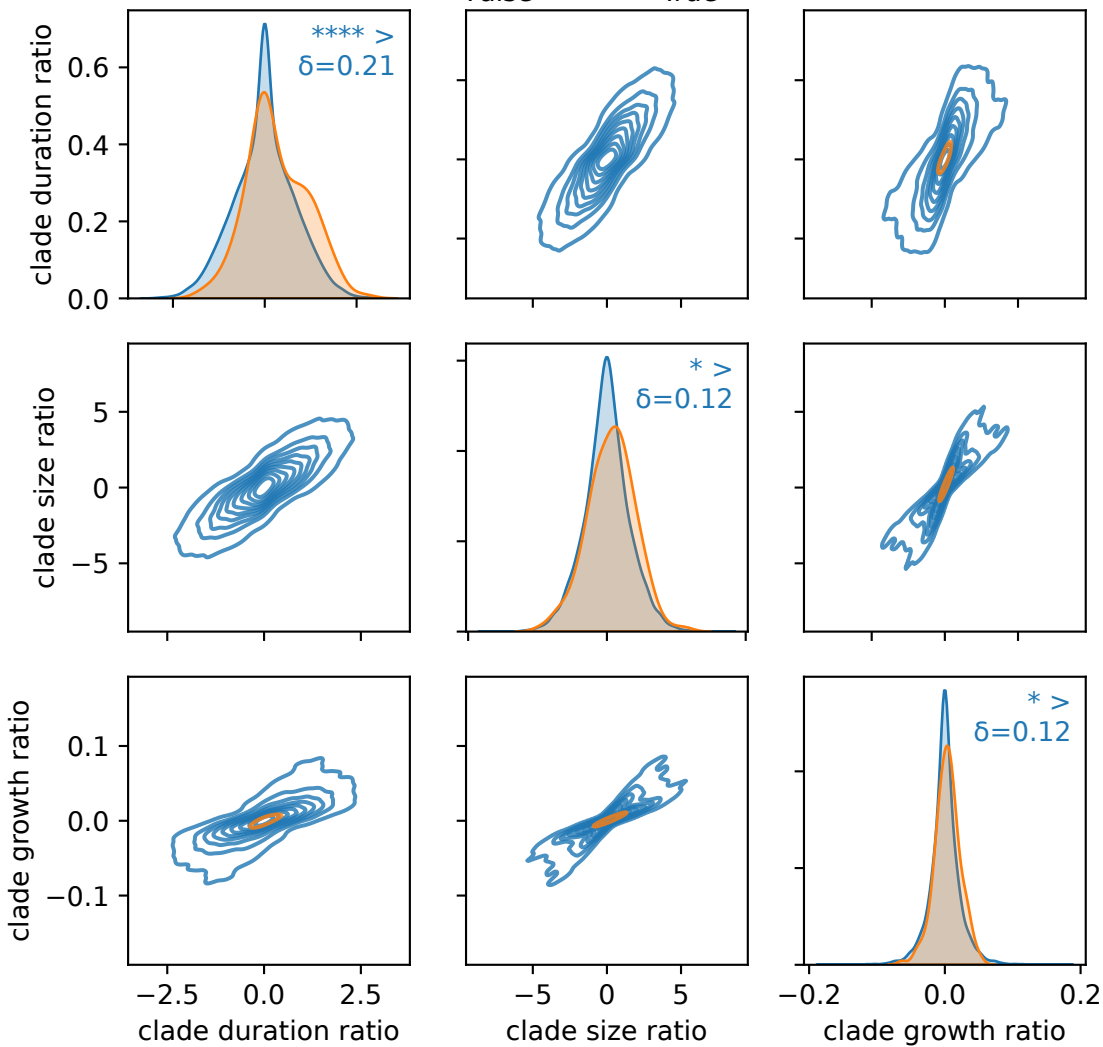 clade duration ratio
0.6
0.4
0.2
0.0
**** >
δ=0.21
clade size ratio
5
0
−5
* >
δ=0.12
clade growth ratio
0.1
0.0
−0.1
* >
δ=0.12
−2.5 0.0 2.5
−5 0 5
−0.2 0.0 0.2
clade duration ratio
clade size ratio
clade growth ratio